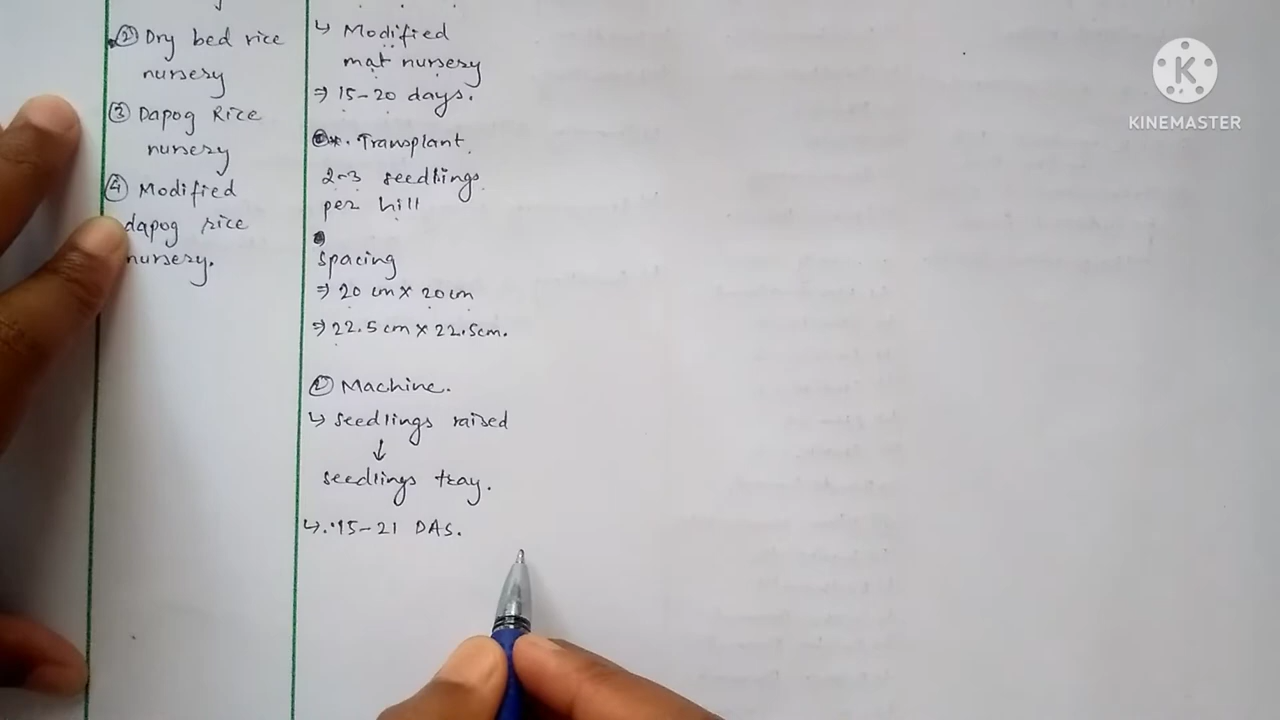 ② Dry bed rice
nursery
③ Dapog Rice
nursery
④ Modified
dapog rice
nursery.
↳ Modified
mat nursery
⇒ 15-20 days.
*. Transplant.
2-3 seedlings
per hill
Spacing
⇒ 20 cm x 20 cm
⇒ 22.5 cm x 22.5 cm.
② Machine.
↳ Seedlings raised
↓
seedlings tray.
↳ 15-21 DAS.
K
KINEMASTER